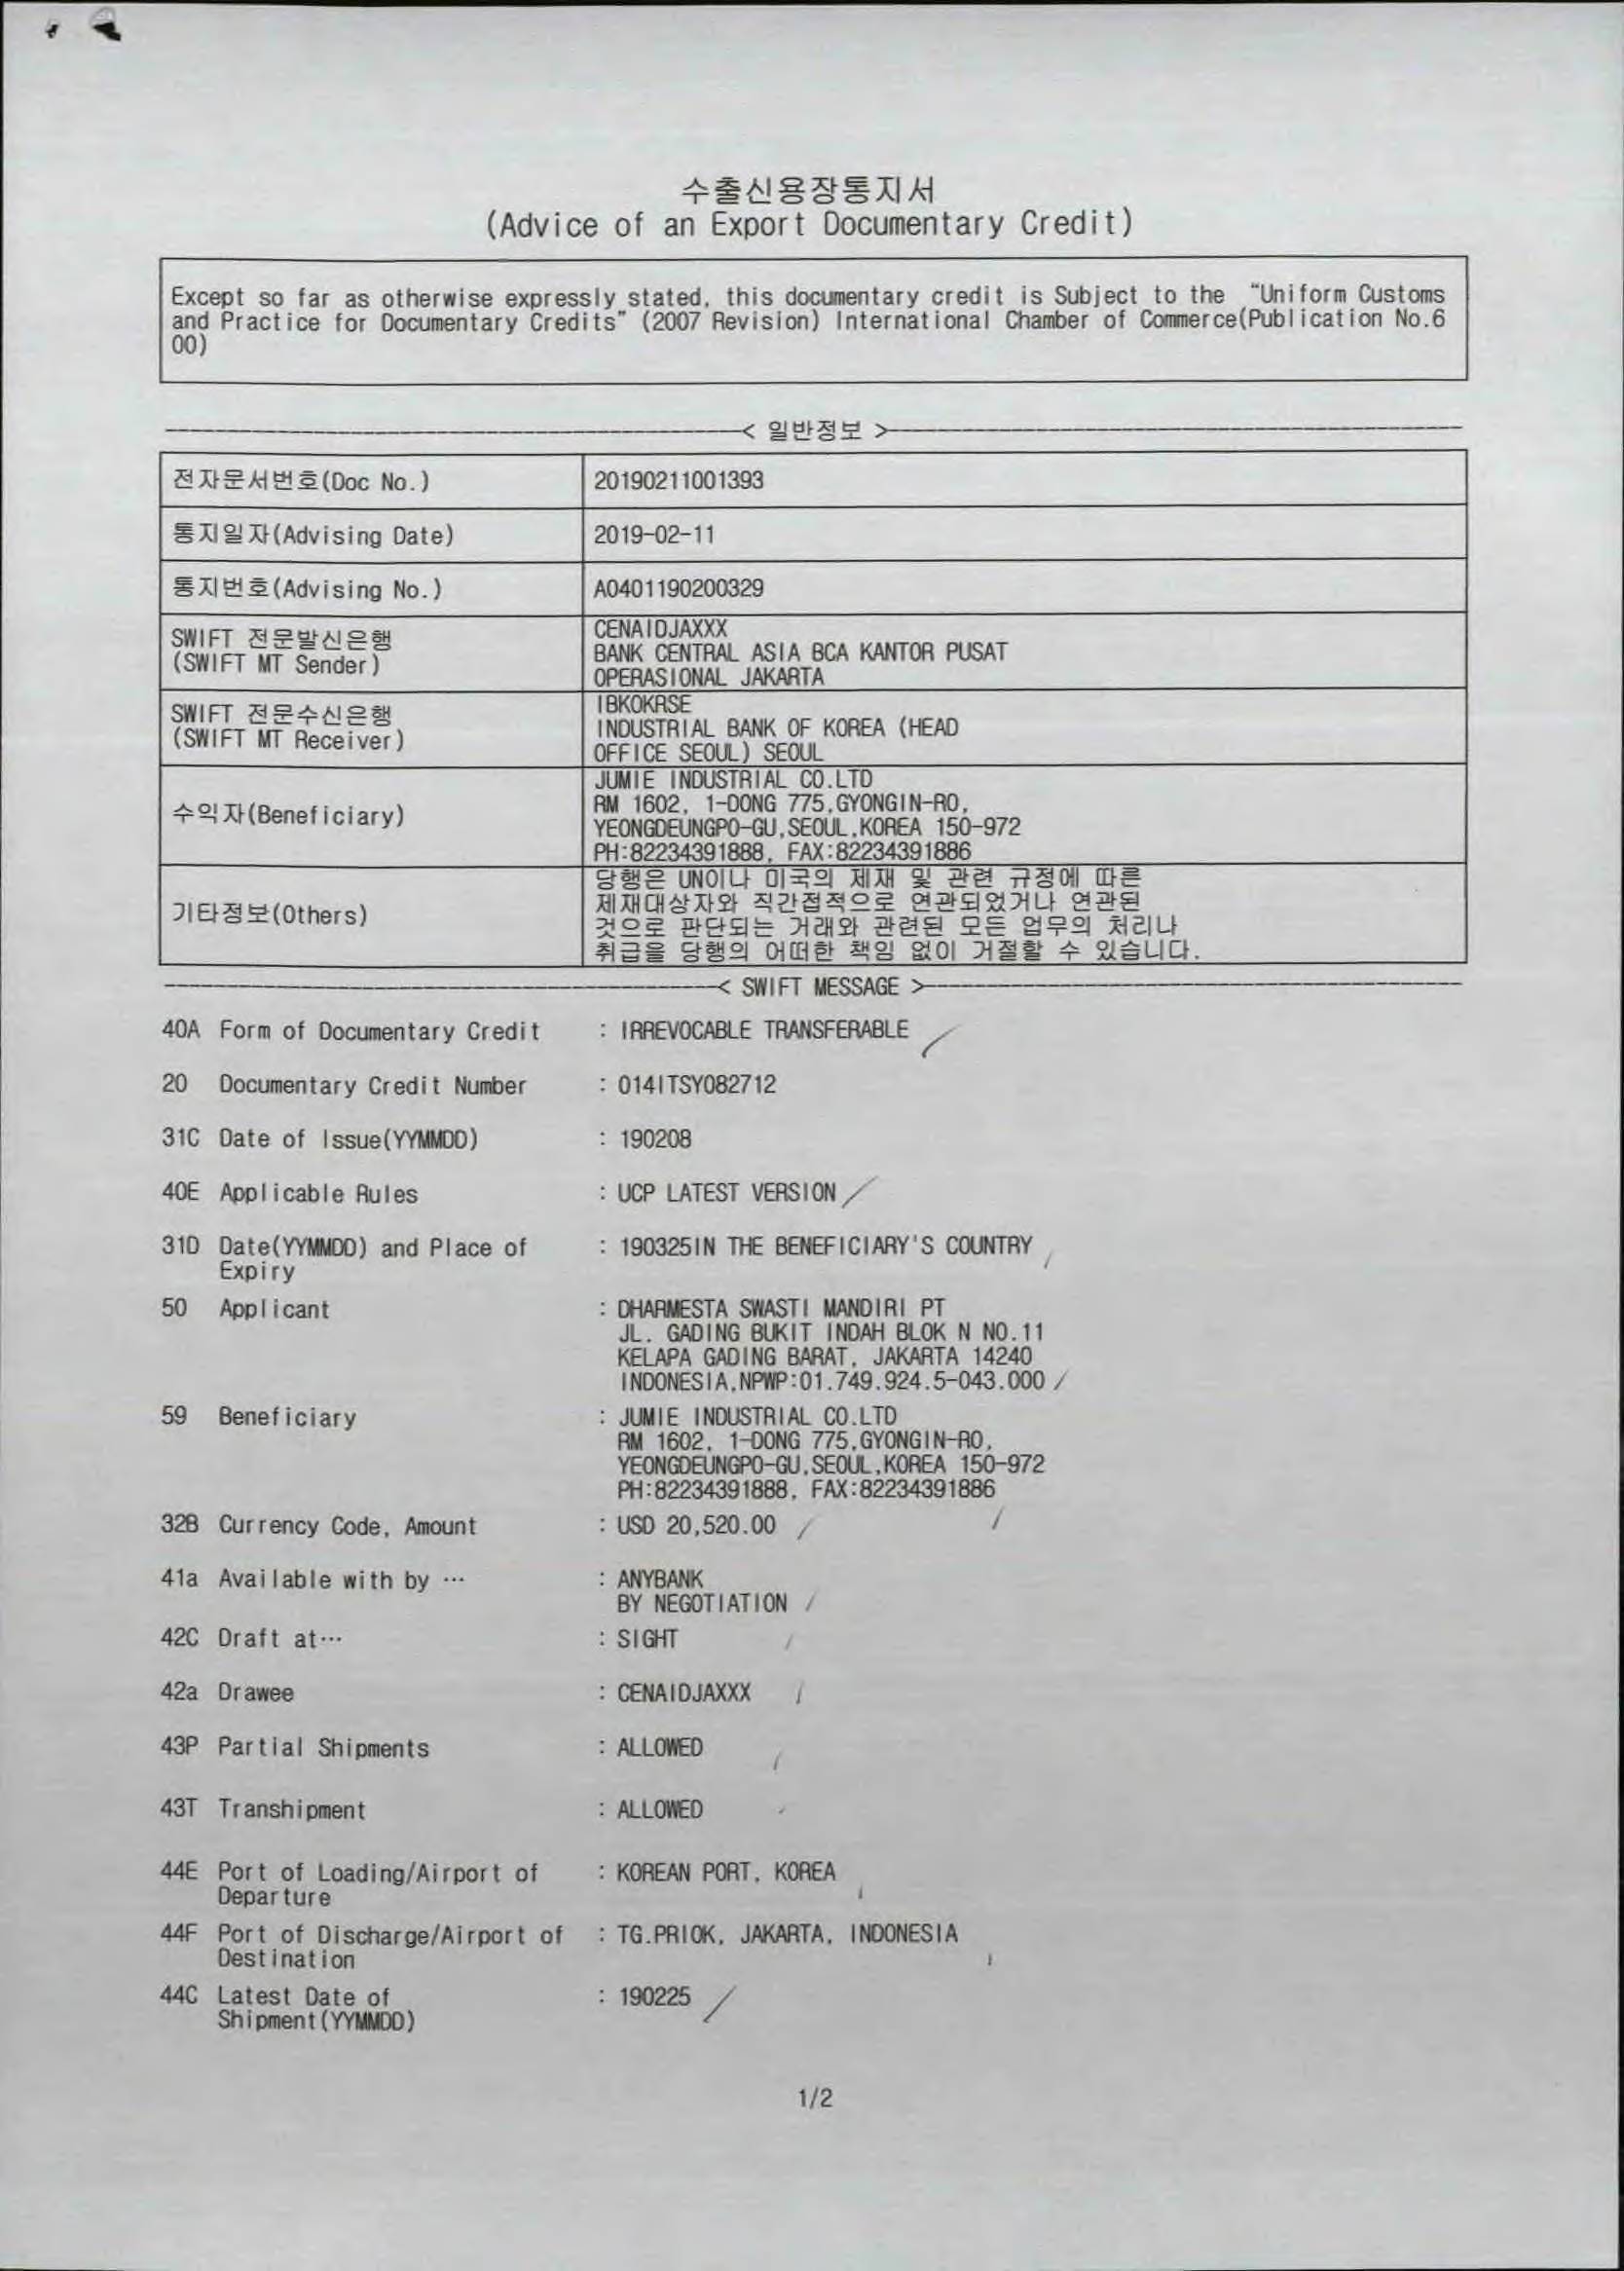 수출신용장통지서
(Advice of an Export Documentary Credit)
Except so far as otherwise expressly stated, this documentary credit is Subject to the "Uniform Customs
and Practice for Documentary Credits" (2007 Revision) International Chamber of Commerce(Publication No.6
00)
< 일반정보 >
전자문서번호(Doc No.) 20190211001393
통지일자(Advising Date) 2019-02-11
통지번호(Advising No.) A0401190200329
SWIFT 전문발신은행
(SWIFT MT Sender)
CENAIDJAXXX
BANK CENTRAL ASIA BCA KANTOR PUSAT
OPERASIONAL JAKARTA
SWIFT 전문수신은행
(SWIFT MT Receiver)
IBKOKRSE
INDUSTRIAL BANK OF KOREA (HEAD
OFFICE SEOUL) SEOUL
수익자(Beneficiary)
JUMIE INDUSTRIAL CO.LTD
RM 1602, 1-DONG 775,GYONGIN-RO,
YEONGDEUNGPO-GU,SEOUL,KOREA 150-972
PH:82234391888, FAX:82234391886
기타정보(Others)
당행은 UN이나 미국의 제재 및 관련 규정에 따른
제재대상자와 직간접적으로 연관되었거나 연관된
것으로 판단되는 거래와 관련된 모든 업무의 처리나
취급을 당행의 어떠한 책임 없이 거절할 수 있습니다.
< SWIFT MESSAGE >
40A Form of Documentary Credit : IRREVOCABLE TRANSFERABLE
20 Documentary Credit Number : 014ITSY082712
31C Date of Issue(YYMMDD) : 190208
40E Applicable Rules : UCP LATEST VERSION
31D Date(YYMMDD) and Place of : 190325IN THE BENEFICIARY'S COUNTRY
Expiry
50 Applicant : DHARMESTA SWASTI MANDIRI PT
JL. GADING BUKIT INDAH BLOK N NO.11
KELAPA GADING BARAT, JAKARTA 14240
INDONESIA,NPWP:01.749.924.5-043.000
59 Beneficiary : JUMIE INDUSTRIAL CO.LTD
RM 1602, 1-DONG 775,GYONGIN-RO,
YEONGDEUNGPO-GU,SEOUL,KOREA 150-972
PH:82234391888, FAX:82234391886
32B Currency Code, Amount : USD 20,520.00
41a Available with by … : ANYBANK
BY NEGOTIATION
42C Draft at… : SIGHT
42a Drawee : CENAIDJAXXX
43P Partial Shipments : ALLOWED
43T Transhipment : ALLOWED
44E Port of Loading/Airport of : KOREAN PORT, KOREA
Departure
44F Port of Discharge/Airport of : TG.PRIOK, JAKARTA, INDONESIA
Destination
44C Latest Date of : 190225
Shipment(YYMMDD)
1/2